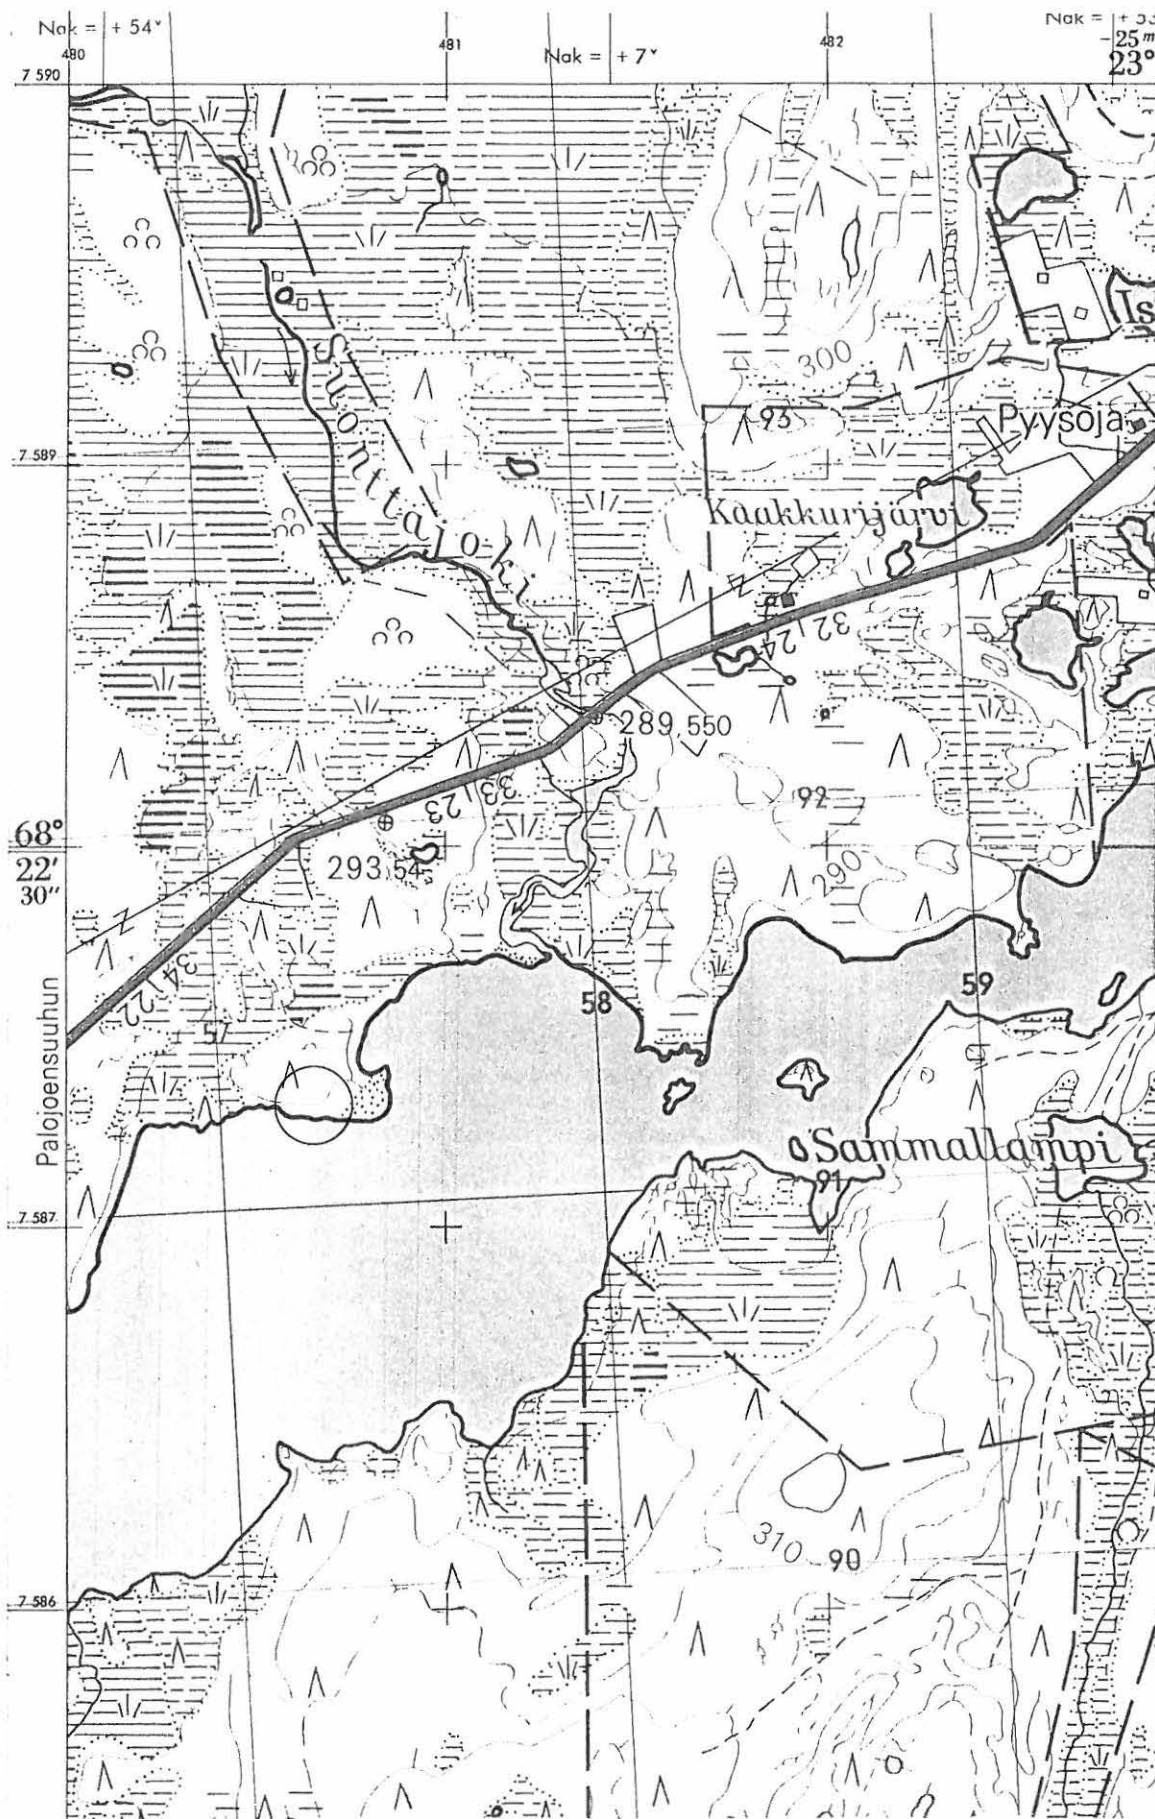 Nak = + 54ᵛ
480
481
Nak = + 7ᵛ
482
Nak = + 53
-25ᵐ
23°
7 590
Is
300
Suonttajoki
93
Pyysoja
7 589
Kaakkurijärvi
32
24
289,550
33
23
92
68°
22'
30"
293,54
290
34
22
57
58
59
Palojoensuuhun
Sammallampi
91
7 587
310
90
7 586